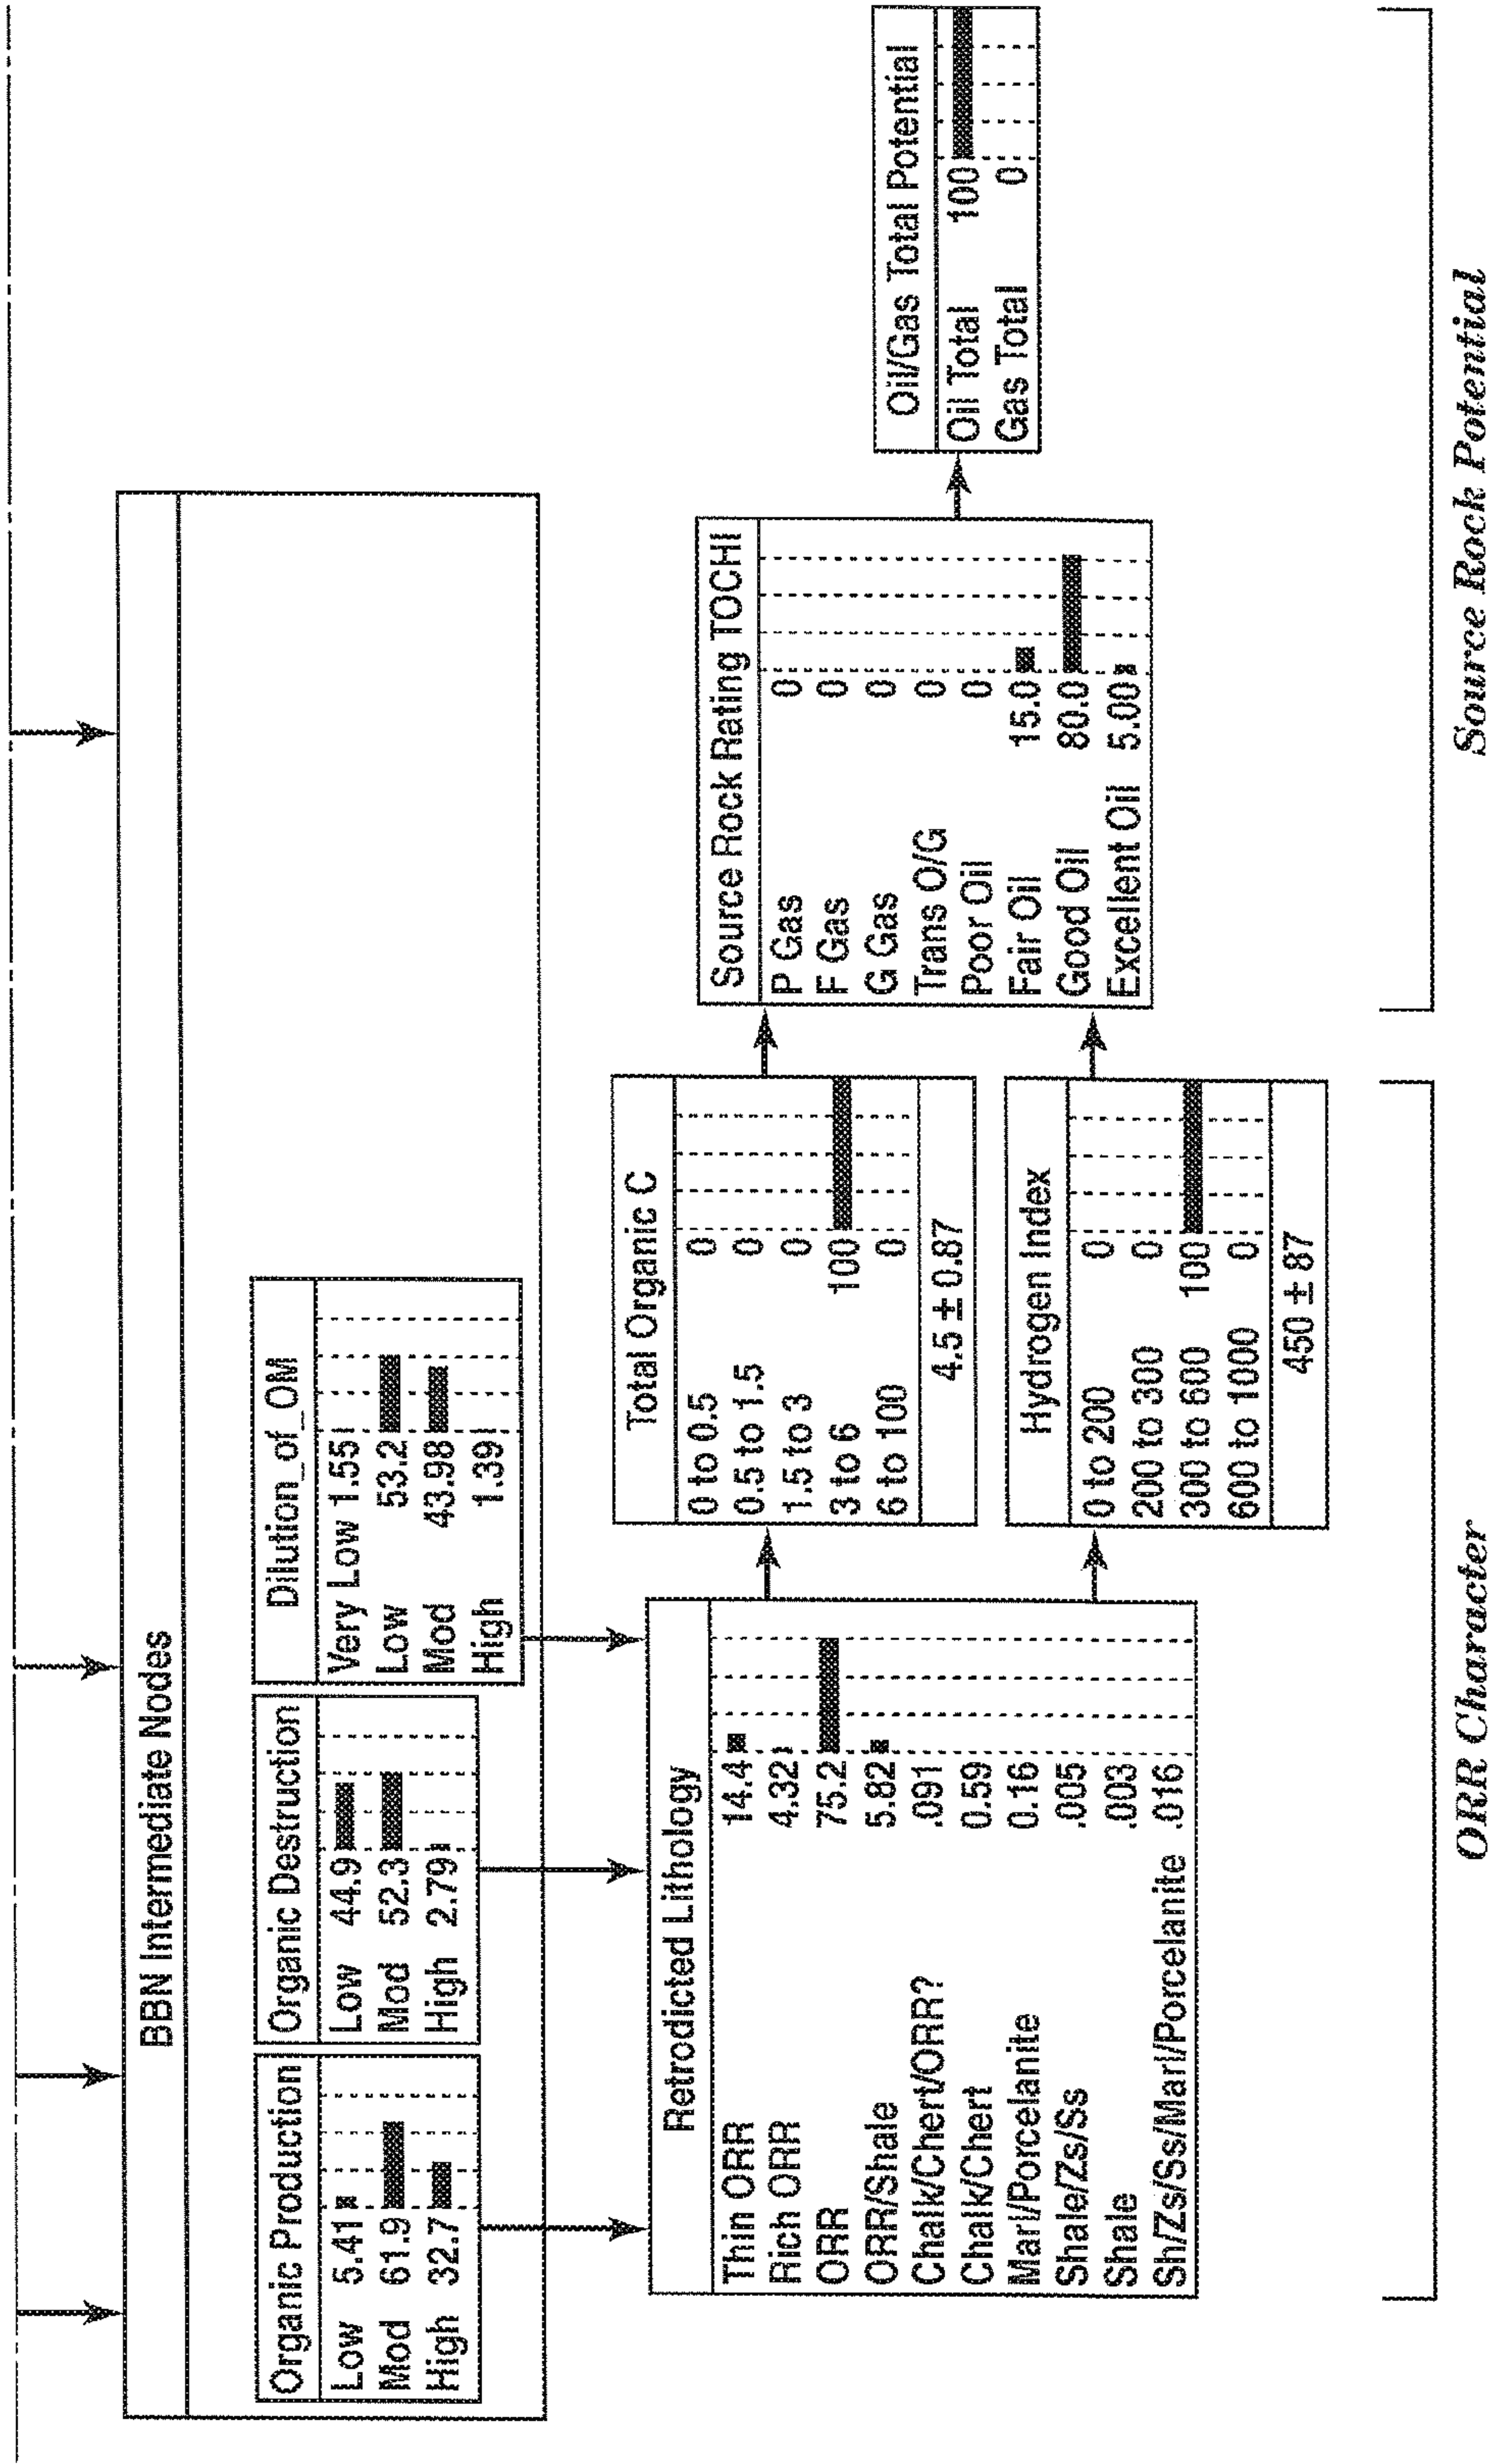 BBN Intermediate Nodes
Organic Production
Low 5.41
Mod 61.9
High 32.7
Organic Destruction
Low 44.9
Mod 52.3
High 2.79
Dilution_of_OM
Very Low 1.55
Low 53.2
Mod 43.98
High 1.39
Retrodicted Lithology
Thin ORR 14.4
Rich ORR 4.32
ORR 75.2
ORR/Shale 5.82
Chalk/Chert/ORR? .091
Chalk/Chert 0.59
Marl/Porcelanite 0.16
Shale/Zs/Ss .005
Shale .003
Sh/Zs/Ss/Marl/Porcelanite .016
Total Organic C
0 to 0.5 0
0.5 to 1.5 0
1.5 to 3 0
3 to 6 100
6 to 100 0
4.5 ± 0.87
Hydrogen Index
0 to 200 0
200 to 300 0
300 to 600 100
600 to 1000 0
450 ± 87
Source Rock Rating TOCHI
P Gas 0
F Gas 0
G Gas 0
Trans O/G 0
Poor Oil 0
Fair Oil 15.0
Good Oil 80.0
Excellent Oil 5.00
Oil/Gas Total Potential
Oil Total 100
Gas Total 0
ORR Character
Source Rock Potential